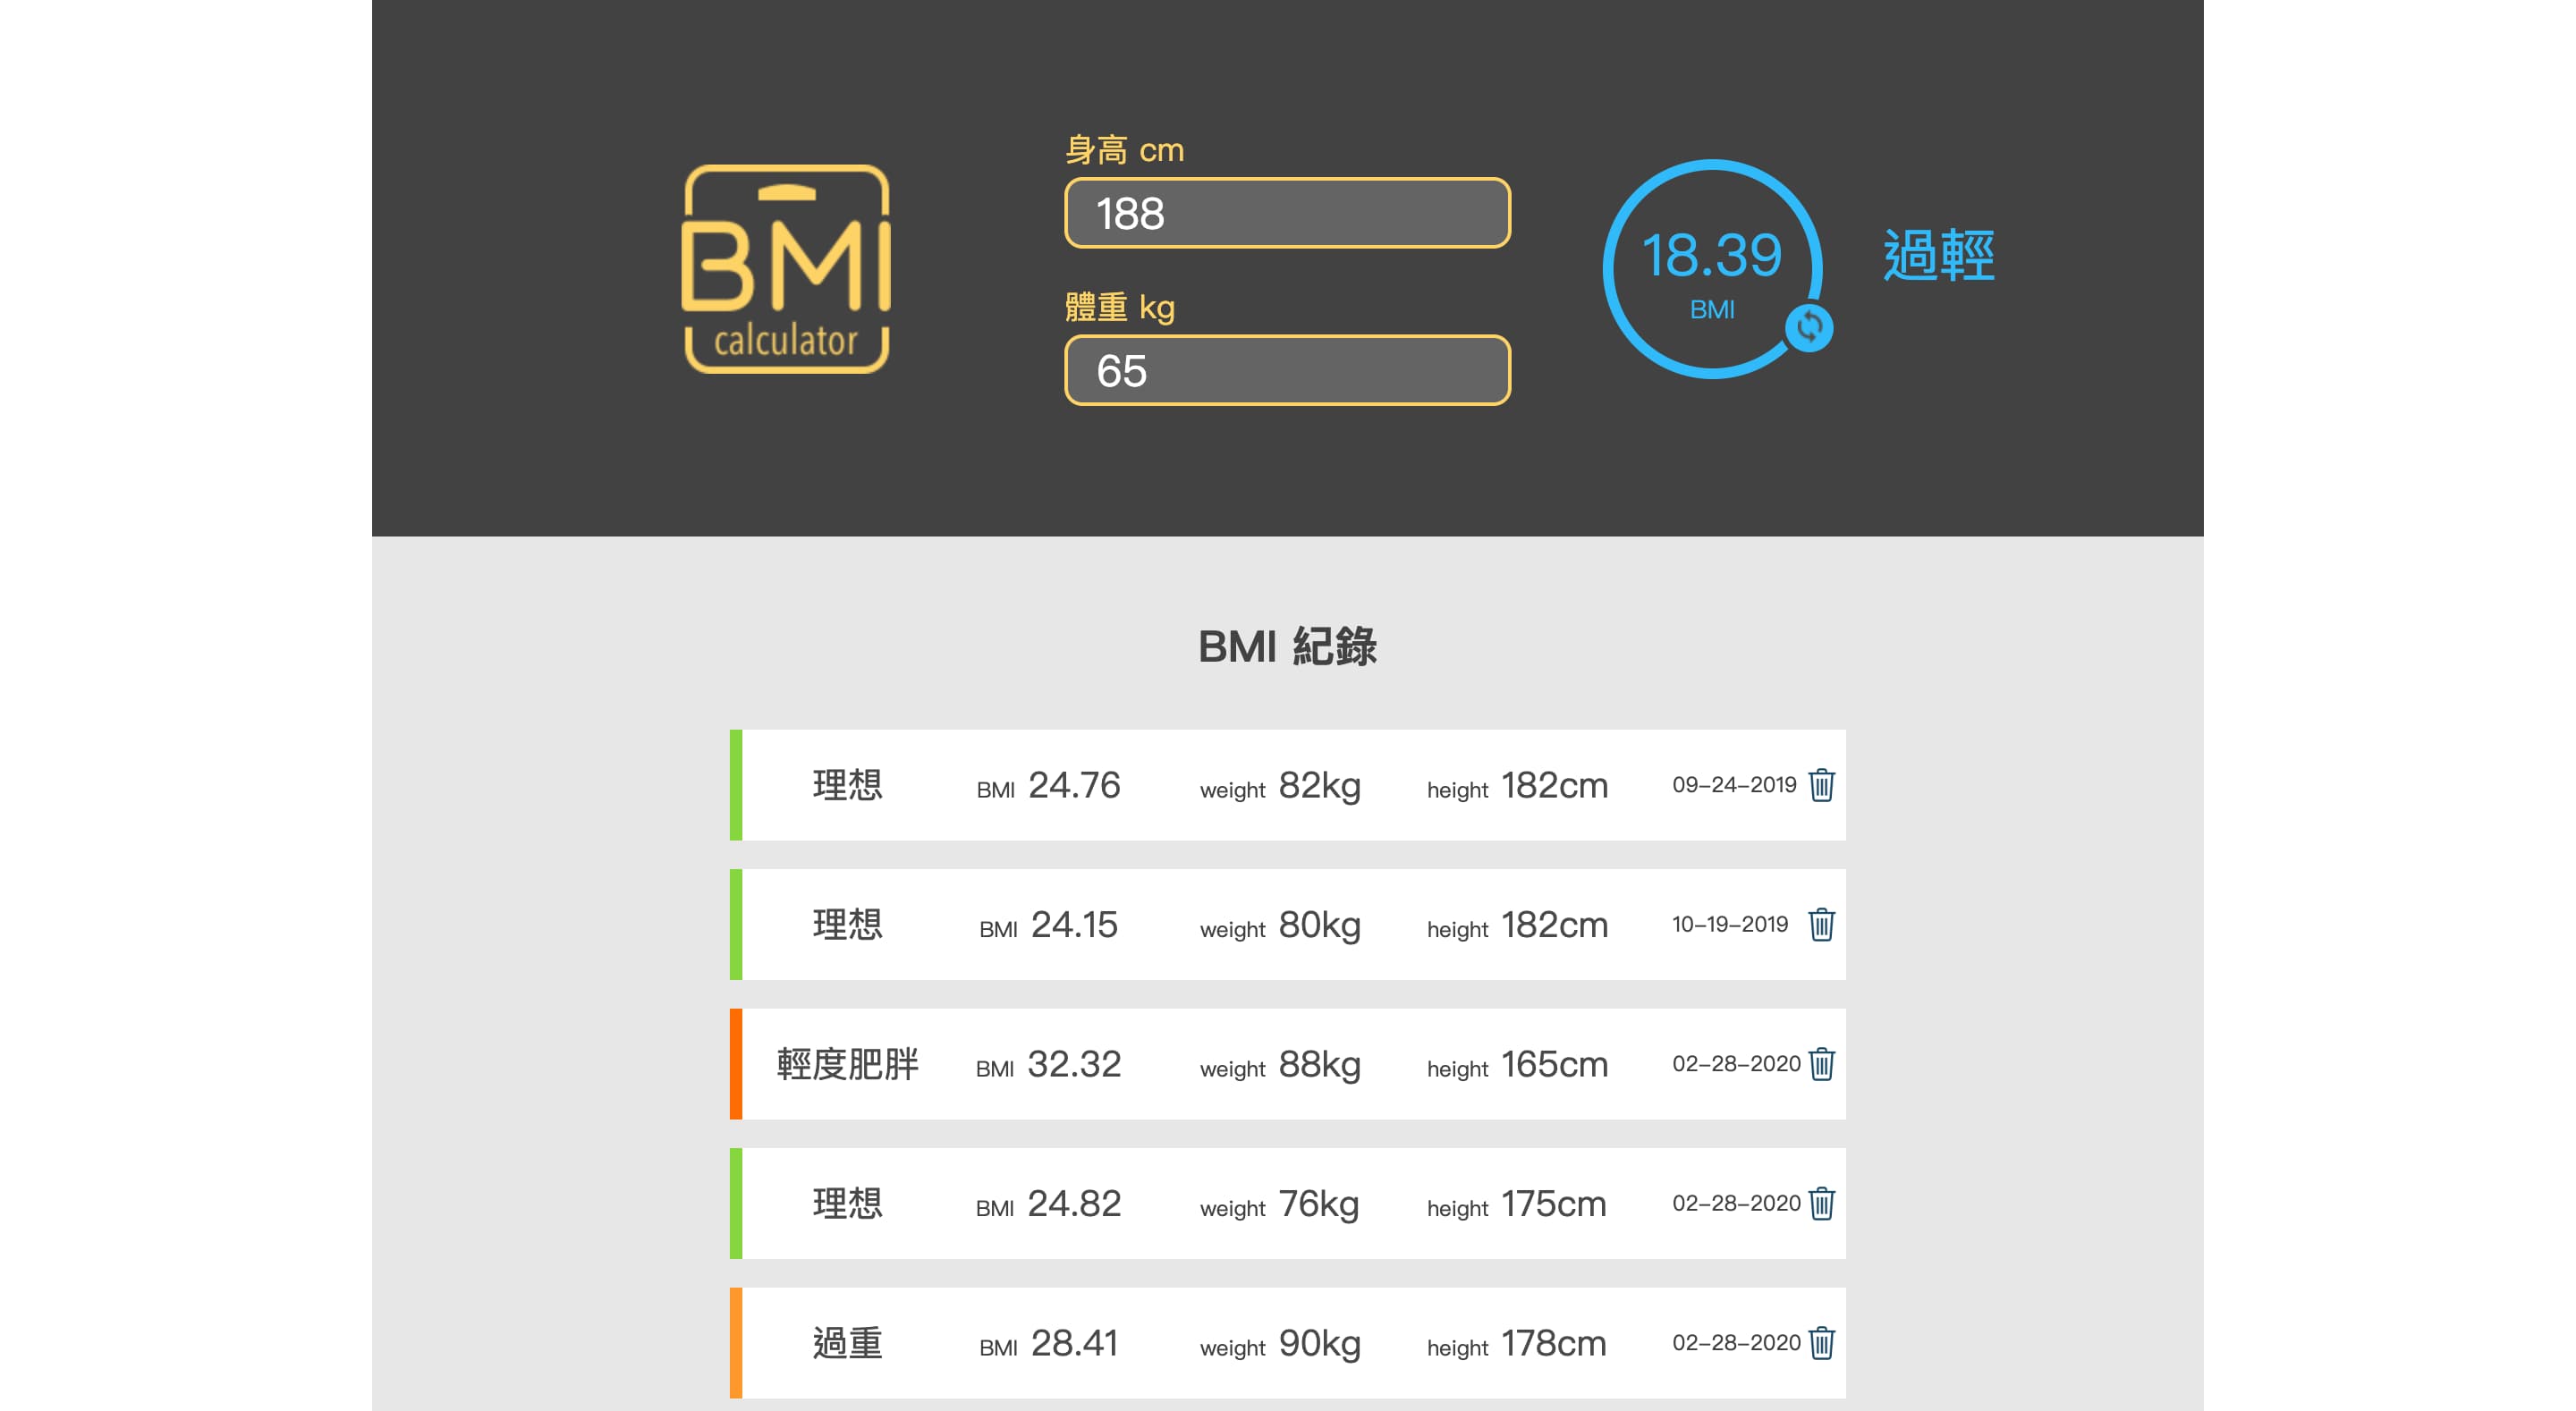 BMI
calculator
身高 cm
188
體重 kg
65
18.39
BMI
過輕
BMI 紀錄
理想 BMI 24.76 weight 82kg height 182cm 09-24-2019
理想 BMI 24.15 weight 80kg height 182cm 10-19-2019
輕度肥胖 BMI 32.32 weight 88kg height 165cm 02-28-2020
理想 BMI 24.82 weight 76kg height 175cm 02-28-2020
過重 BMI 28.41 weight 90kg height 178cm 02-28-2020